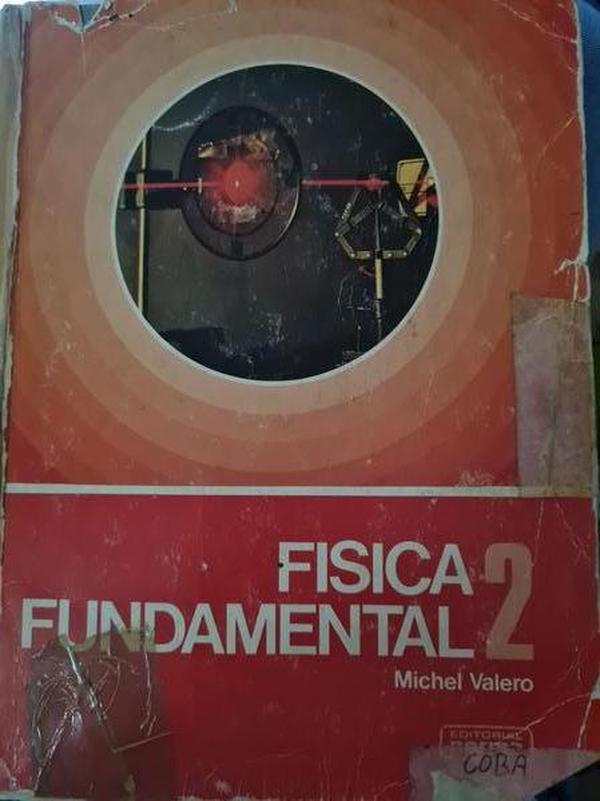 FISICA
FUNDAMENTAL 2
Michel Valero
EDITORIAL
COBA